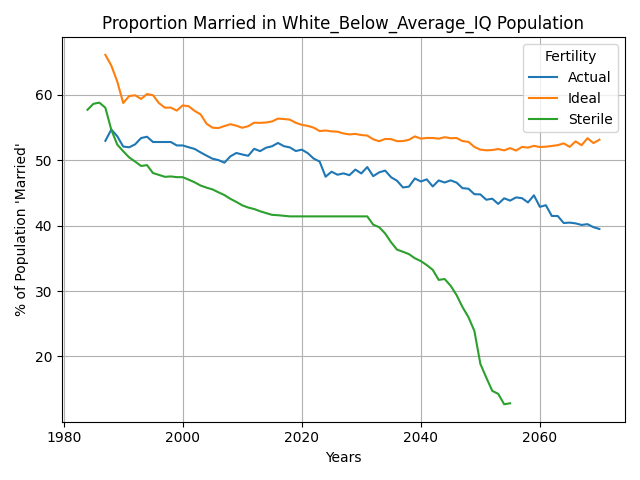 Proportion Married in White_Below_Average_IQ Population
% of Population 'Married'
60
50
40
30
20
Fertility
Actual
Ideal
Sterile
1980 2000 2020 2040 2060
Years